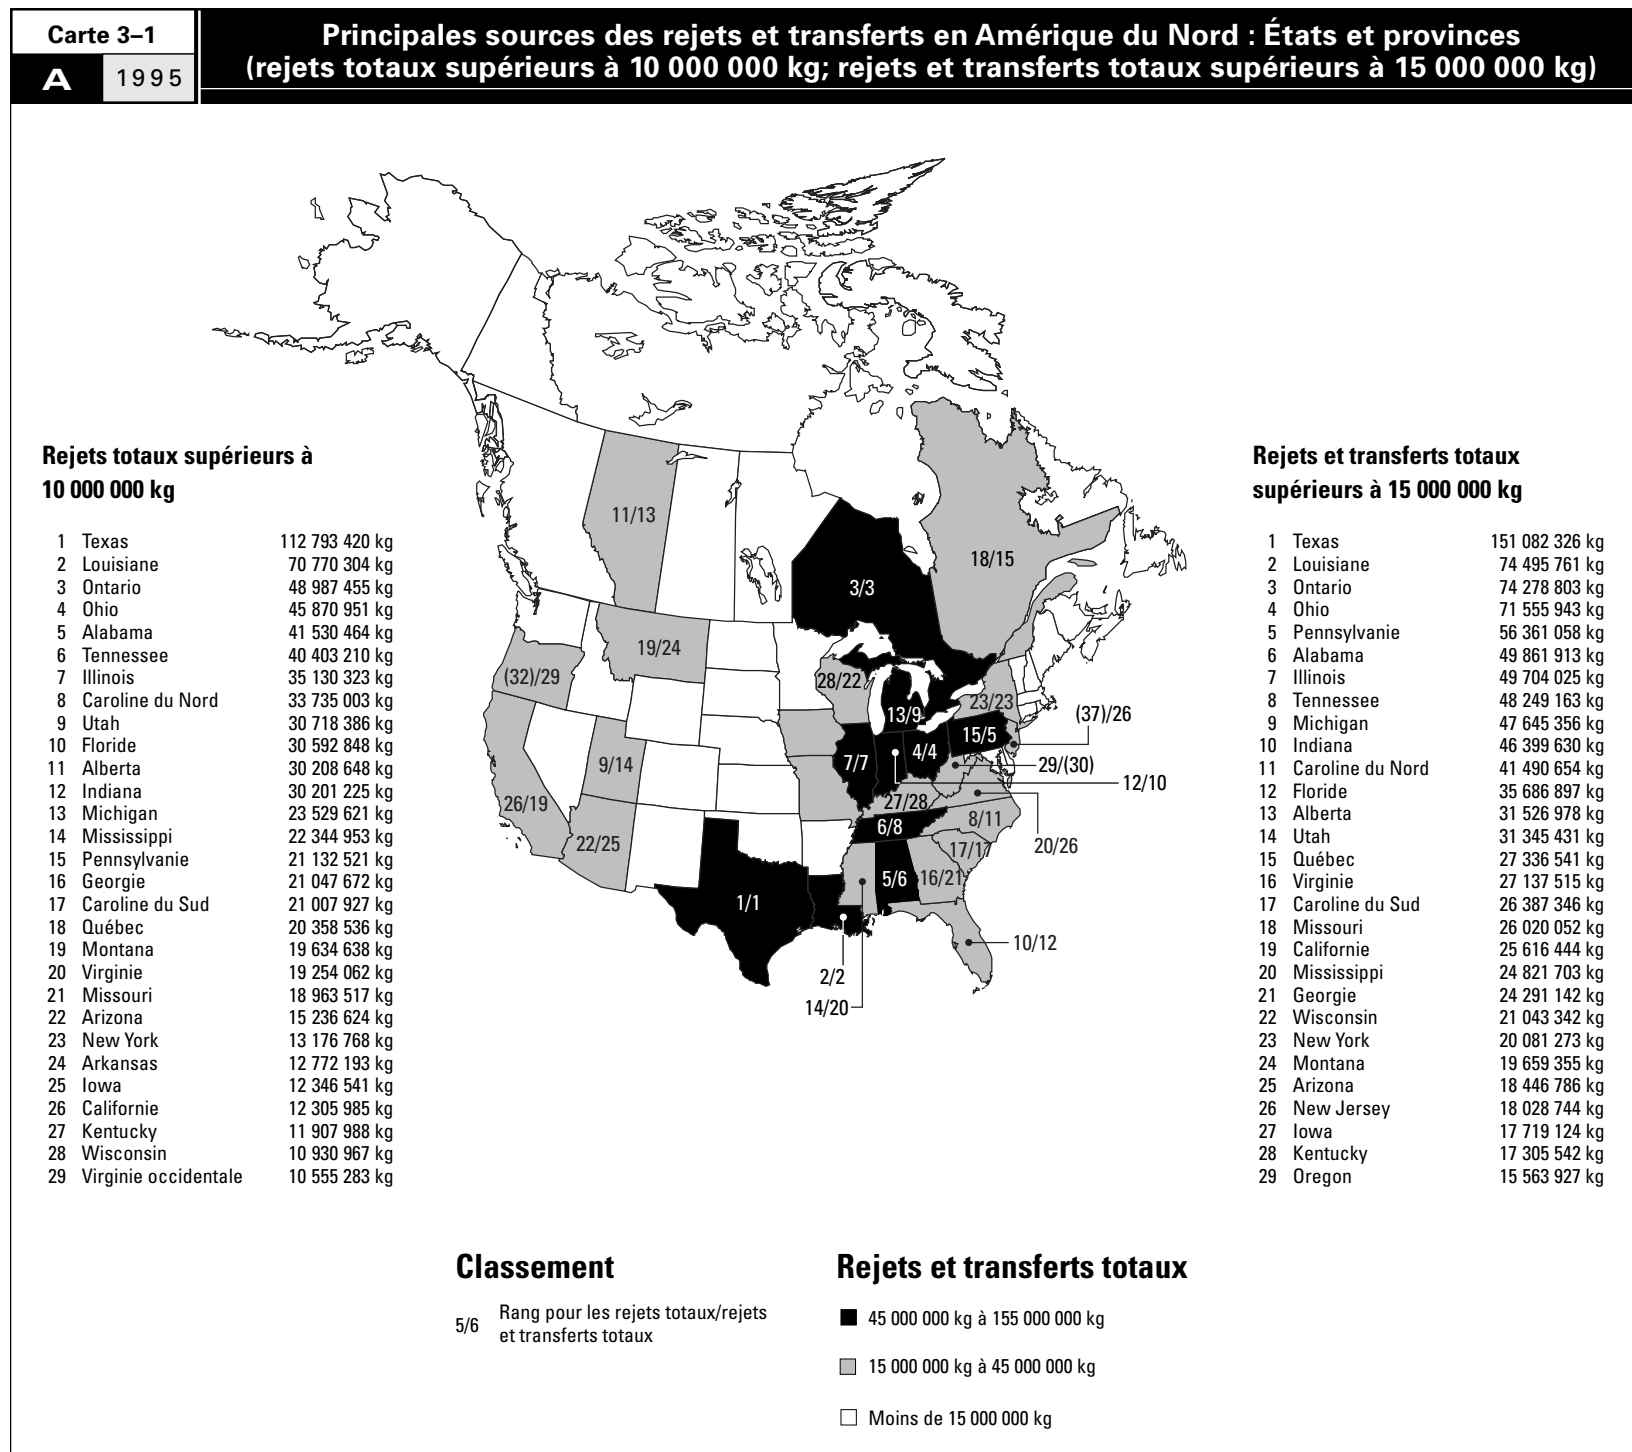 Carte 3–1
A 1995
Principales sources des rejets et transferts en Amérique du Nord : États et provinces
(rejets totaux supérieurs à 10 000 000 kg; rejets et transferts totaux supérieurs à 15 000 000 kg)
Rejets totaux supérieurs à
10 000 000 kg
1 Texas 112 793 420 kg
2 Louisiane 70 770 304 kg
3 Ontario 48 987 455 kg
4 Ohio 45 870 951 kg
5 Alabama 41 530 464 kg
6 Tennessee 40 403 210 kg
7 Illinois 35 130 323 kg
8 Caroline du Nord 33 735 003 kg
9 Utah 30 718 386 kg
10 Floride 30 592 848 kg
11 Alberta 30 208 648 kg
12 Indiana 30 201 225 kg
13 Michigan 23 529 621 kg
14 Mississippi 22 344 953 kg
15 Pennsylvanie 21 132 521 kg
16 Georgie 21 047 672 kg
17 Caroline du Sud 21 007 927 kg
18 Québec 20 358 536 kg
19 Montana 19 634 638 kg
20 Virginie 19 254 062 kg
21 Missouri 18 963 517 kg
22 Arizona 15 236 624 kg
23 New York 13 176 768 kg
24 Arkansas 12 772 193 kg
25 Iowa 12 346 541 kg
26 Californie 12 305 985 kg
27 Kentucky 11 907 988 kg
28 Wisconsin 10 930 967 kg
29 Virginie occidentale 10 555 283 kg
11/13
18/15
3/3
19/24
(32)/29
28/22
23/23
13/9
(37)/26
15/5
4/4
7/7
9/14
29/(30)
12/10
26/19
27/28
8/11
6/8
22/25
17/17
20/26
5/6
16/21
1/1
10/12
2/2
14/20
Rejets et transferts totaux
supérieurs à 15 000 000 kg
1 Texas 151 082 326 kg
2 Louisiane 74 495 761 kg
3 Ontario 74 278 803 kg
4 Ohio 71 555 943 kg
5 Pennsylvanie 56 361 058 kg
6 Alabama 49 861 913 kg
7 Illinois 49 704 025 kg
8 Tennessee 48 249 163 kg
9 Michigan 47 645 356 kg
10 Indiana 46 399 630 kg
11 Caroline du Nord 41 490 654 kg
12 Floride 35 686 897 kg
13 Alberta 31 526 978 kg
14 Utah 31 345 431 kg
15 Québec 27 336 541 kg
16 Virginie 27 137 515 kg
17 Caroline du Sud 26 387 346 kg
18 Missouri 26 020 052 kg
19 Californie 25 616 444 kg
20 Mississippi 24 821 703 kg
21 Georgie 24 291 142 kg
22 Wisconsin 21 043 342 kg
23 New York 20 081 273 kg
24 Montana 19 659 355 kg
25 Arizona 18 446 786 kg
26 New Jersey 18 028 744 kg
27 Iowa 17 719 124 kg
28 Kentucky 17 305 542 kg
29 Oregon 15 563 927 kg
Classement
5/6 Rang pour les rejets totaux/rejets
et transferts totaux
Rejets et transferts totaux
45 000 000 kg à 155 000 000 kg
15 000 000 kg à 45 000 000 kg
Moins de 15 000 000 kg